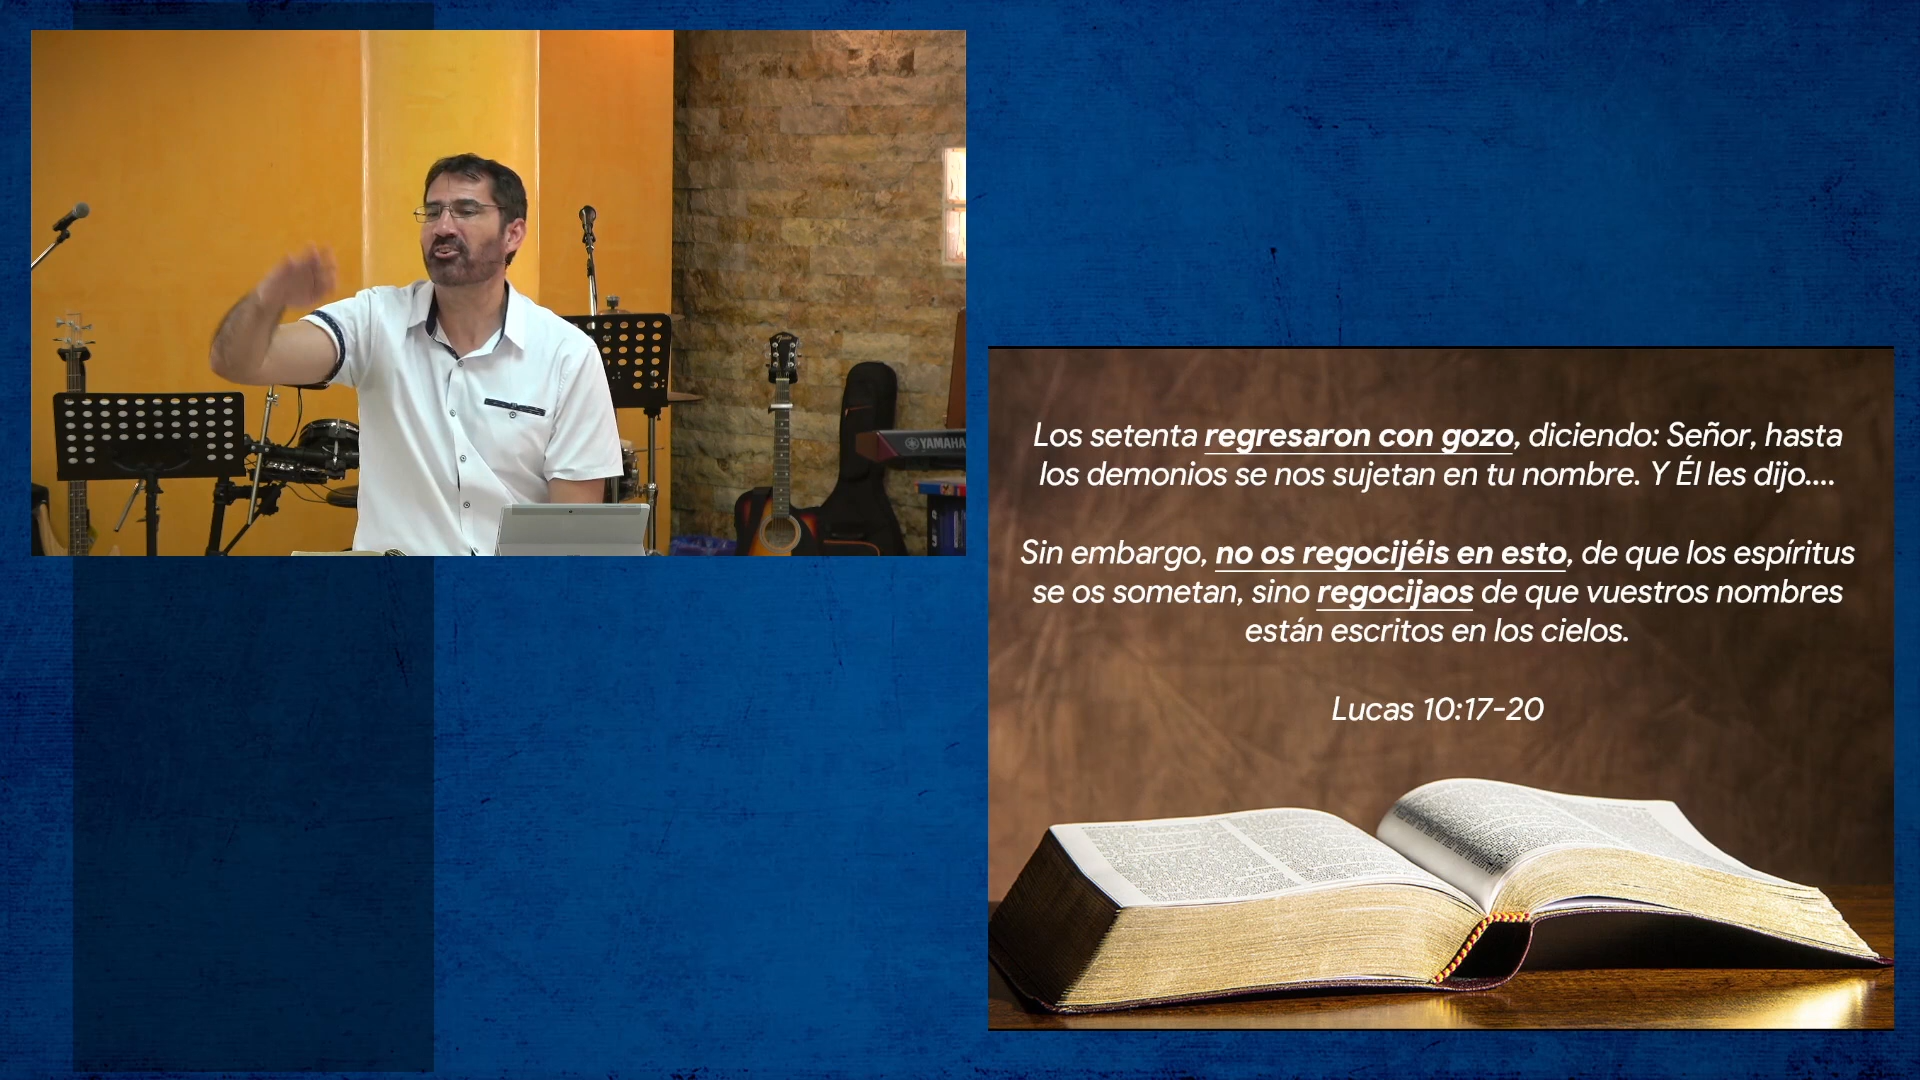 YAMAHA
Los setenta regresaron con gozo, diciendo: Señor, hasta
los demonios se nos sujetan en tu nombre. Y Él les dijo....
Sin embargo, no os regocijéis en esto, de que los espíritus
se os sometan, sino regocijaos de que vuestros nombres
están escritos en los cielos.
Lucas 10:17-20